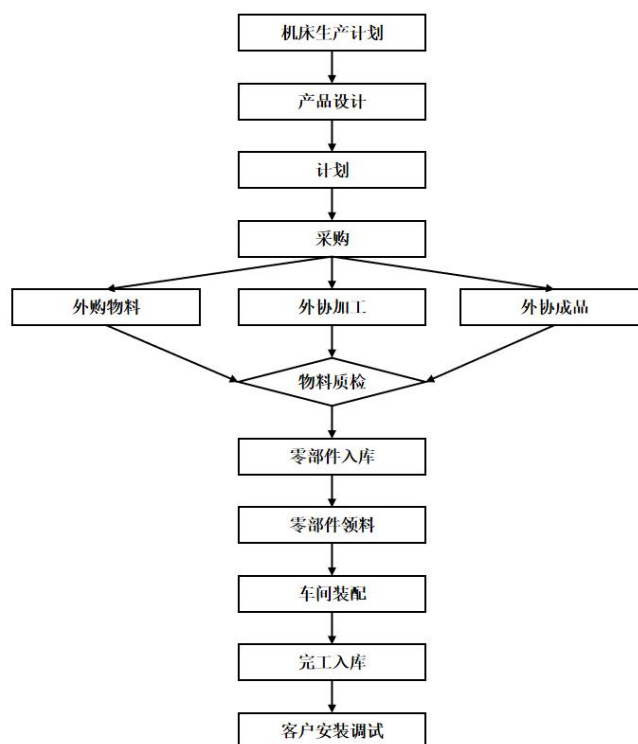 机床生产计划
产品设计
计划
采购
外购物料
外协加工
外协成品
物料质检
零部件入库
零部件领料
车间装配
完工入库
客户安装调试